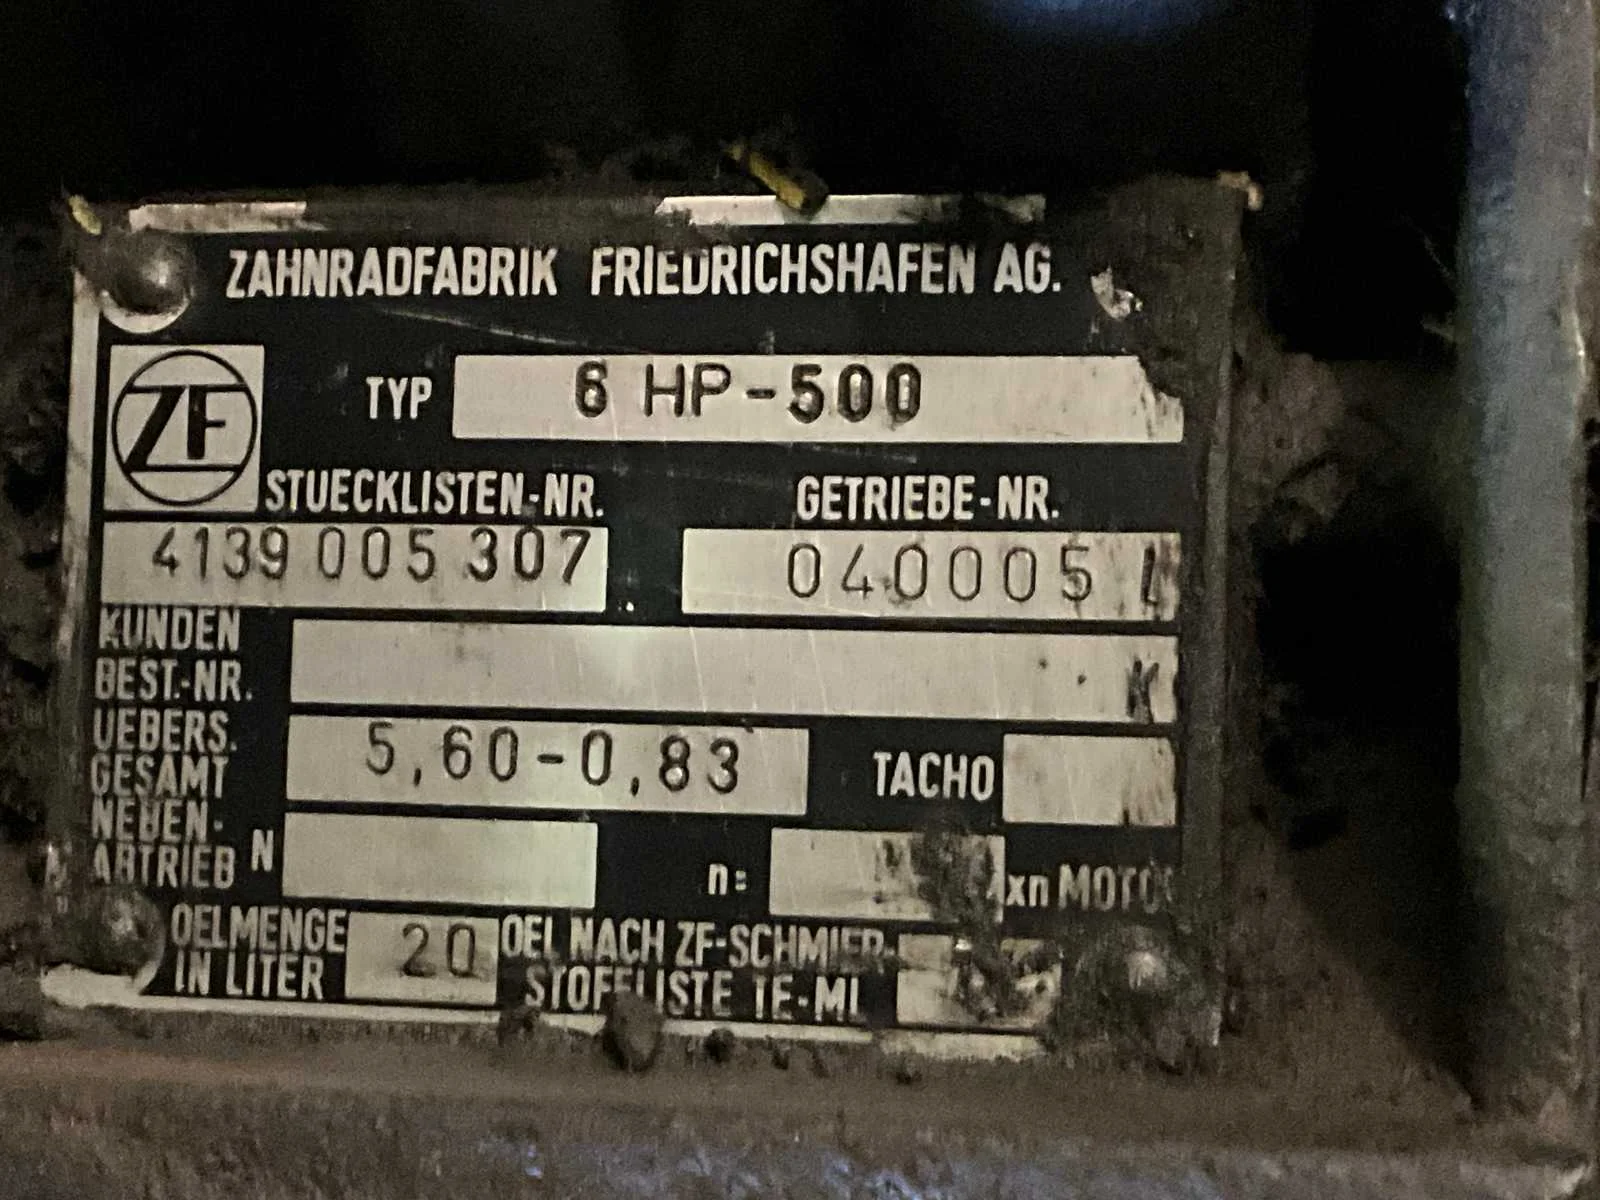 ZAHNRADFABRIK FRIEDRICHSHAFEN AG.
ZF
TYP 6 HP-500
STUECKLISTEN-NR. GETRIEBE-NR.
4139 005 307 040005
KUNDEN
BEST.-NR.
UEBERS.
GESAMT 5,60-0,83 TACHO
NEBEN-
ABTRIEB N n= xn MOTOR
OELMENGE
IN LITER 20
OEL NACH ZF-SCHMIER-
STOFFLISTE TE-ML